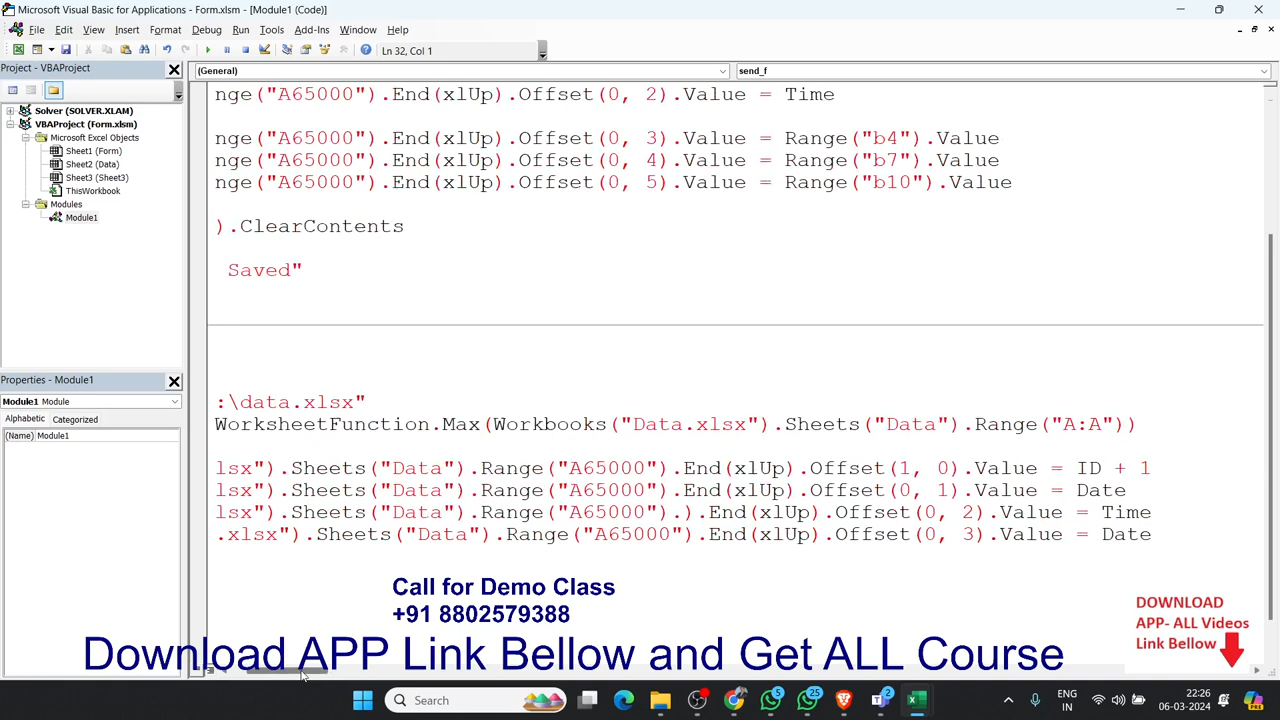 Microsoft Visual Basic for Applications - Form.xlsm - [Module1 (Code)]
File Edit View Insert Format Debug Run Tools Add-Ins Window Help
Ln 32, Col 1
Project - VBAProject
(General)
send_f
Solver (SOLVER.XLAM)
VBAProject (Form.xlsm)
Microsoft Excel Objects
Sheet1 (Form)
Sheet2 (Data)
Sheet3 (Sheet3)
ThisWorkbook
Modules
Module1
nge("A65000").End(xlUp).Offset(0, 2).Value = Time
nge("A65000").End(xlUp).Offset(0, 3).Value = Range("b4").Value
nge("A65000").End(xlUp).Offset(0, 4).Value = Range("b7").Value
nge("A65000").End(xlUp).Offset(0, 5).Value = Range("b10").Value
).ClearContents
Saved"
Properties - Module1
Module1 Module
Alphabetic Categorized
(Name) Module1
:\data.xlsx"
WorksheetFunction.Max(Workbooks("Data.xlsx").Sheets("Data").Range("A:A"))
lsx").Sheets("Data").Range("A65000").End(xlUp).Offset(1, 0).Value = ID + 1
lsx").Sheets("Data").Range("A65000").End(xlUp).Offset(0, 1).Value = Date
lsx").Sheets("Data").Range("A65000").).End(xlUp).Offset(0, 2).Value = Time
.xlsx").Sheets("Data").Range("A65000").End(xlUp).Offset(0, 3).Value = Date
Call for Demo Class
+91 8802579388
Download APP Link Bellow and Get ALL Course
DOWNLOAD
APP- ALL Videos
Link Bellow
Search
5
25
2
ENG
IN
22:26
06-03-2024